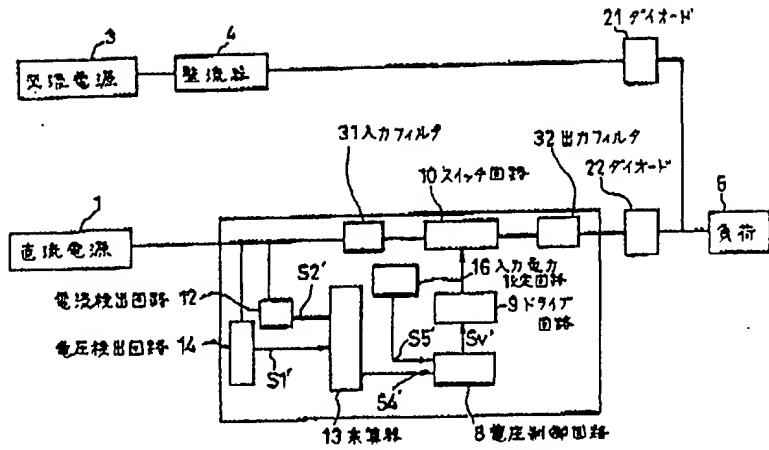 21 ダイオード
3
4
交流電源
整流器
31 入力フィルタ
32 出力フィルタ
10 スイッチ回路
22 ダイオード
1
6
直流電源
負荷
16 入力電力
設定回路
電流検出回路 12
S2'
9 ドライブ
回路
電圧検出回路 14
S5'
Sv'
S1'
S4'
13 乗算器
8 電圧制御回路